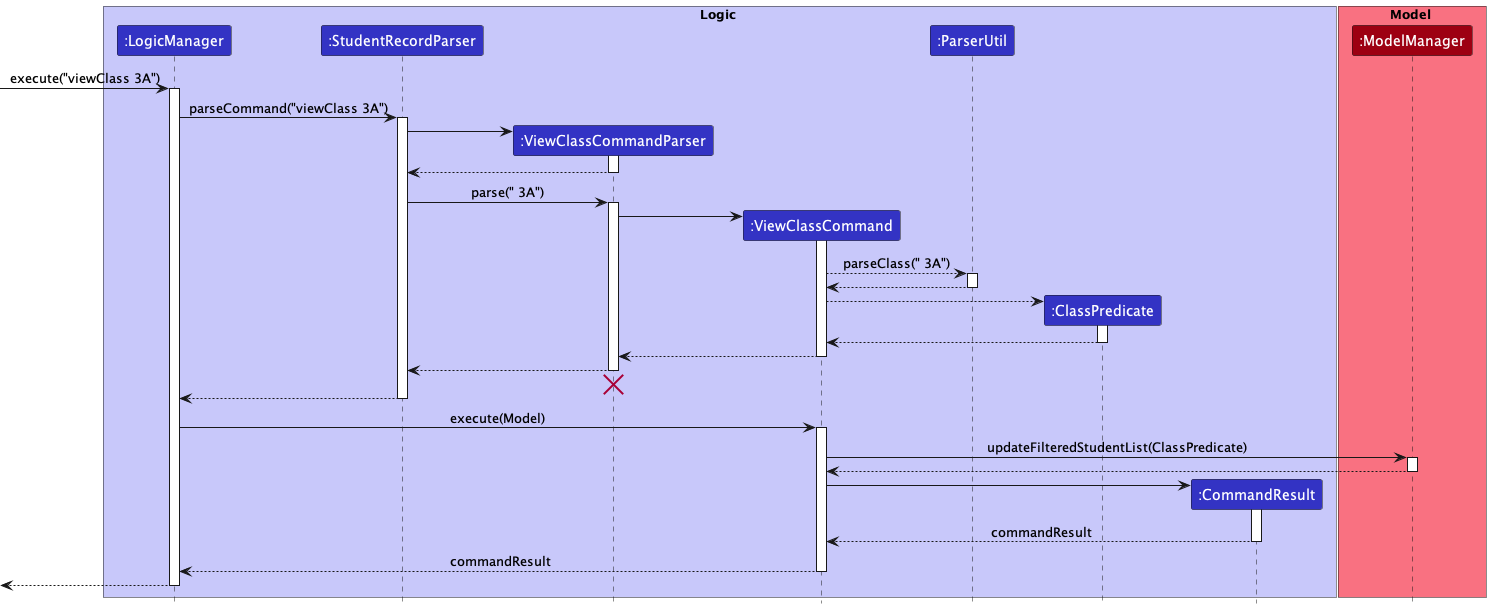 Logic
Model
:LogicManager
:StudentRecordParser
:ParserUtil
:ModelManager
execute("viewClass 3A")
parseCommand("viewClass 3A")
:ViewClassCommandParser
parse(" 3A")
:ViewClassCommand
parseClass(" 3A")
:ClassPredicate
execute(Model)
updateFilteredStudentList(ClassPredicate)
:CommandResult
commandResult
commandResult